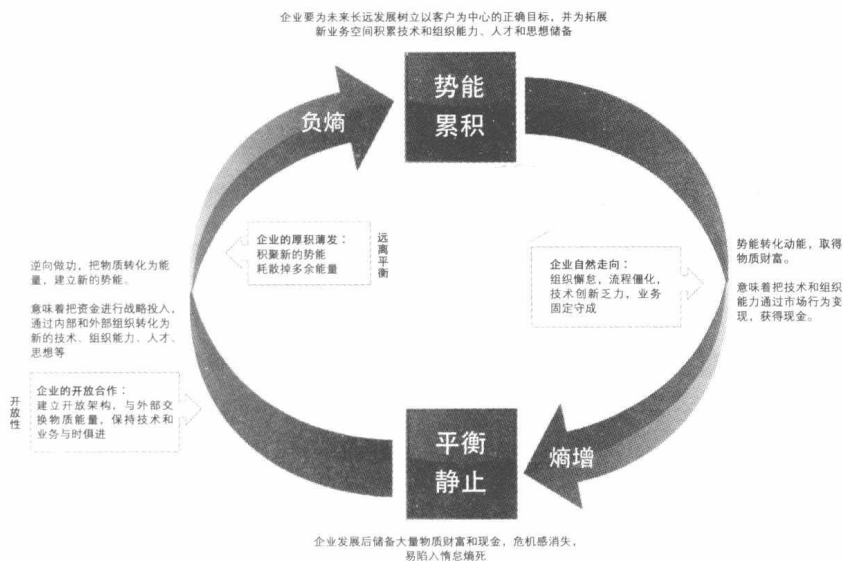 企业要为未来长远发展树立以客户为中心的正确目标，并为拓展
新业务空间积累技术和组织能力、人才和思想储备
势能
累积
负熵
企业的厚积薄发：
积聚新的势能
耗散掉多余能量
远离平衡
逆向做功，把物质转化为能
量，建立新的势能。
意味着把资金进行战略投入，
通过内部和外部组织转化为
新的技术、组织能力、人才、
思想等
开放性
企业的开放合作：
建立开放架构，与外部交
换物质能量，保持技术和
业务与时俱进
企业自然走向：
组织懈怠，流程僵化，
技术创新乏力，业务
固定守成
势能转化动能，取得
物质财富。
意味着把技术和组织
能力通过市场行为变
现，获得现金。
平衡
静止
熵增
企业发展后储备大量物质财富和现金，危机感消失，
易陷入惰怠熵死